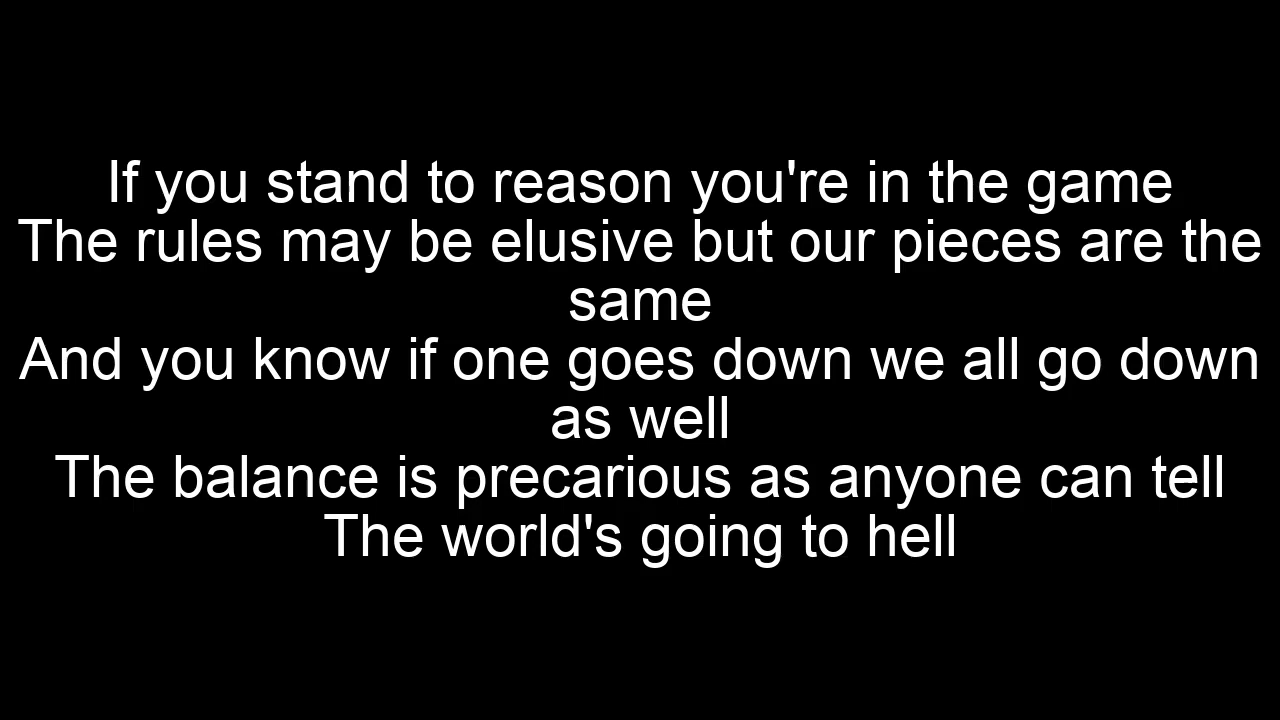 If you stand to reason you're in the game
The rules may be elusive but our pieces are the
same
And you know if one goes down we all go down
as well
The balance is precarious as anyone can tell
The world's going to hell